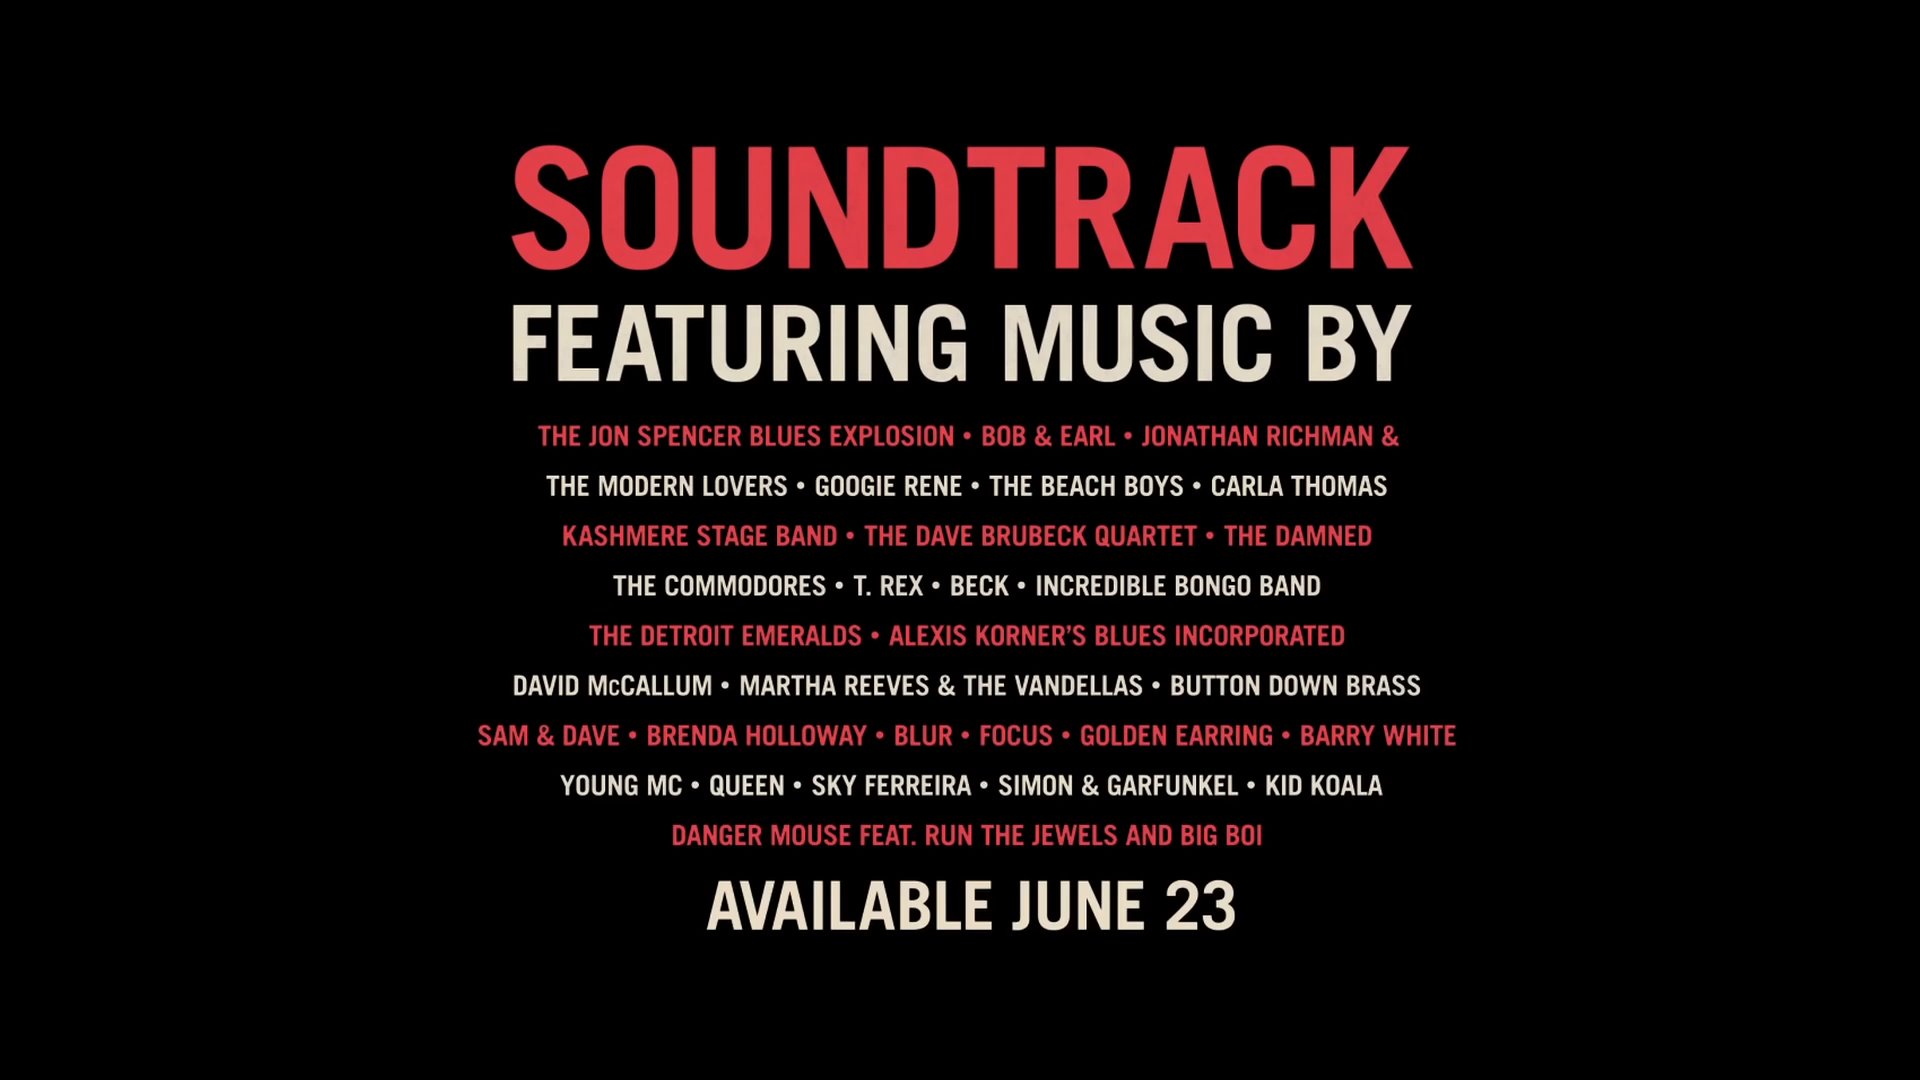 SOUNDTRACK
FEATURING MUSIC BY
THE JON SPENCER BLUES EXPLOSION • BOB & EARL • JONATHAN RICHMAN &
THE MODERN LOVERS • GOOGIE RENE • THE BEACH BOYS • CARLA THOMAS
KASHMERE STAGE BAND • THE DAVE BRUBECK QUARTET • THE DAMNED
THE COMMODORES • T. REX • BECK • INCREDIBLE BONGO BAND
THE DETROIT EMERALDS • ALEXIS KORNER’S BLUES INCORPORATED
DAVID McCALLUM • MARTHA REEVES & THE VANDELLAS • BUTTON DOWN BRASS
SAM & DAVE • BRENDA HOLLOWAY • BLUR • FOCUS • GOLDEN EARRING • BARRY WHITE
YOUNG MC • QUEEN • SKY FERREIRA • SIMON & GARFUNKEL • KID KOALA
DANGER MOUSE FEAT. RUN THE JEWELS AND BIG BOI
AVAILABLE JUNE 23